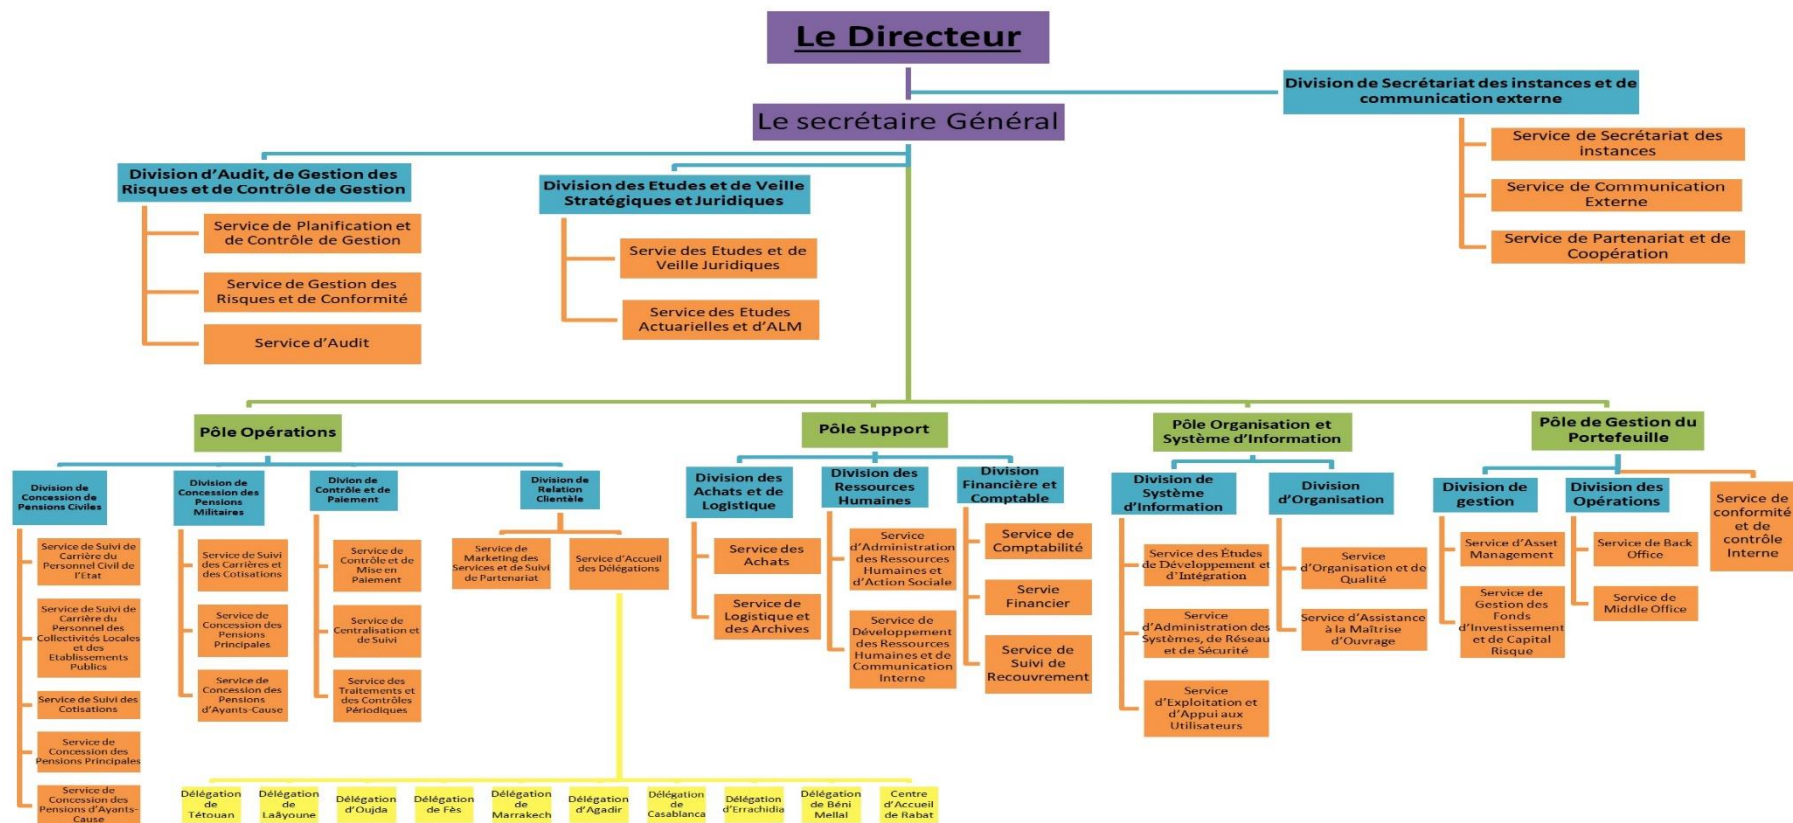 Le Directeur
Division de Secrétariat des instances et de
communication externe
Le secrétaire Général
Service de Secrétariat des
instances
Service de Communication
Externe
Service de Partenariat et de
Coopération
Division d'Audit, de Gestion des
Risques et de Contrôle de Gestion
Service de Planification et
de Contrôle de Gestion
Service de Gestion des
Risques et de Conformité
Service d'Audit
Division des Etudes et de Veille
Stratégiques et Juridiques
Servie des Etudes et de
Veille Juridiques
Service des Etudes
Actuarielles et d'ALM
Pôle Opérations
Pôle Support
Pôle Organisation et
Système d'Information
Pôle de Gestion du
Portefeuille
Division de
Concession de
Pensions Civiles
Service de Suivi de
Carrière du
Personnel Civil de
l'Etat
Service de Suivi de
Carrière du
Personnel des
Collectivités Locales
et des
Etablissements
Publics
Service de Suivi des
Cotisations
Service de
Concession des
Pensions Principales
Service de
Concession des
Pensions d'Ayants-
Cause
Division de
Concession des
Pensions
Militaires
Service de Suivi
des Carrières et des
Cotisations
Service de
Concession des
Pensions
Principales
Service de
Concession des
Pensions
d'Ayants-Cause
Divion de
Contrôle et de
Paiement
Service de
Contrôle et de
Mise en
Paiement
Service de
Centralisation et
de Suivi
Service des
Traitements et
des Contrôles
Périodiques
Division de
Relation
Clientèle
Service de
Marketing des
Services et de Suivi
de Partenariat
Service d'Accueil
des Délégations
Délégation
de
Tétouan
Délégation
de
Laâyoune
Délégation
d'Oujda
Délégation
de Fès
Délégation
de
Marrakech
Délégation
d'Agadir
Délégation
de
Casablanca
Délégation
d'Errachidia
Délégation
de Béni
Mellal
Centre
d'Accueil
de Rabat
Division des
Achats et de
Logistique
Service des
Achats
Service de
Logistique et
des Archives
Division des
Ressources
Humaines
Service
d'Administration
des Ressources
Humaines et
d'Action Sociale
Service de
Développement
des Ressources
Humaines et de
Communication
Interne
Division
Financière et
Comptable
Service de
Comptabilité
Servie
Financier
Service de
Suivi de
Recouvrement
Division de
Système
d'Information
Service des Études
de Développement et
d'Intégration
Service
d'Administration des
Systèmes, de Réseau
et de Sécurité
Service
d'Exploitation et
d'Appui aux
Utilisateurs
Division
d'Organisation
Service
d'Organisation et de
Qualité
Service d'Assistance
à la Maîtrise
d'Ouvrage
Division de
gestion
Service d'Asset
Management
Service de
Gestion des
Fonds
d'Investissement
et de Capital
Risque
Division des
Opérations
Service de Back
Office
Service de
Middle Office
Service de
conformité
et de
contrôle
Interne